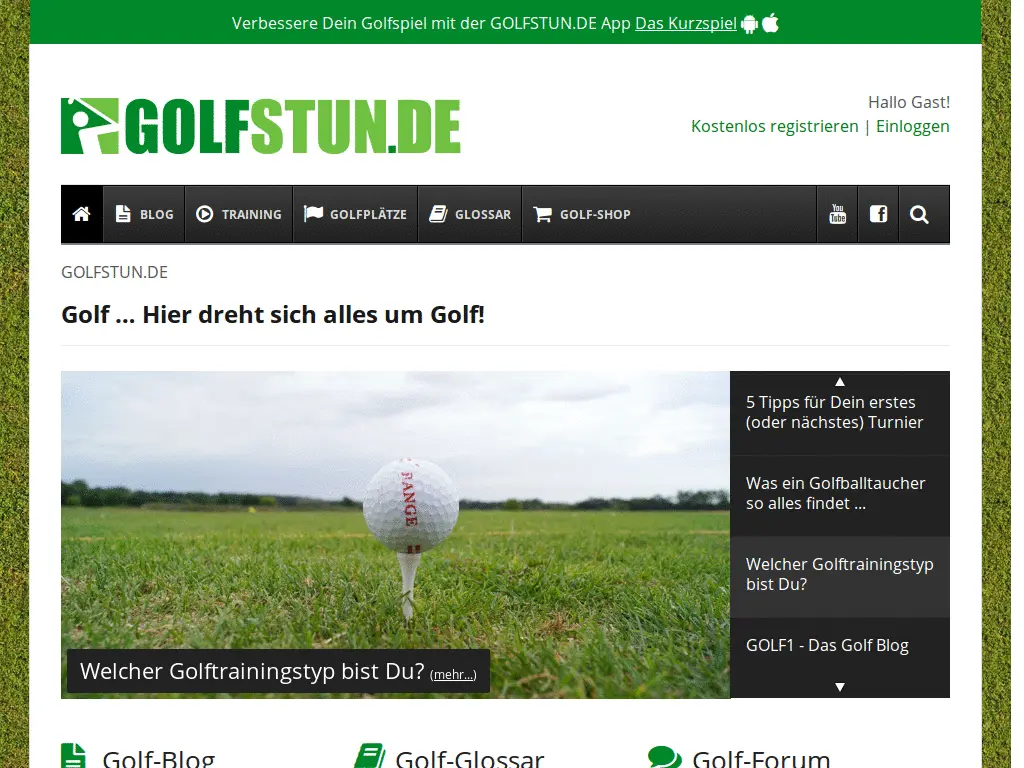 Verbessere Dein Golfspiel mit der GOLFSTUN.DE App Das Kurzspiel
GOLFSTUN.DE
Hallo Gast!
Kostenlos registrieren | Einloggen
BLOG TRAINING GOLFPLÄTZE GLOSSAR GOLF-SHOP You Tube
GOLFSTUN.DE
Golf ... Hier dreht sich alles um Golf!
RANGE
Welcher Golftrainingstyp bist Du? (mehr...)
5 Tipps für Dein erstes
(oder nächstes) Turnier
Was ein Golfballtaucher
so alles findet ...
Welcher Golftrainingstyp
bist Du?
GOLF1 - Das Golf Blog
Golf-Blog Golf-Glossar Golf-Forum